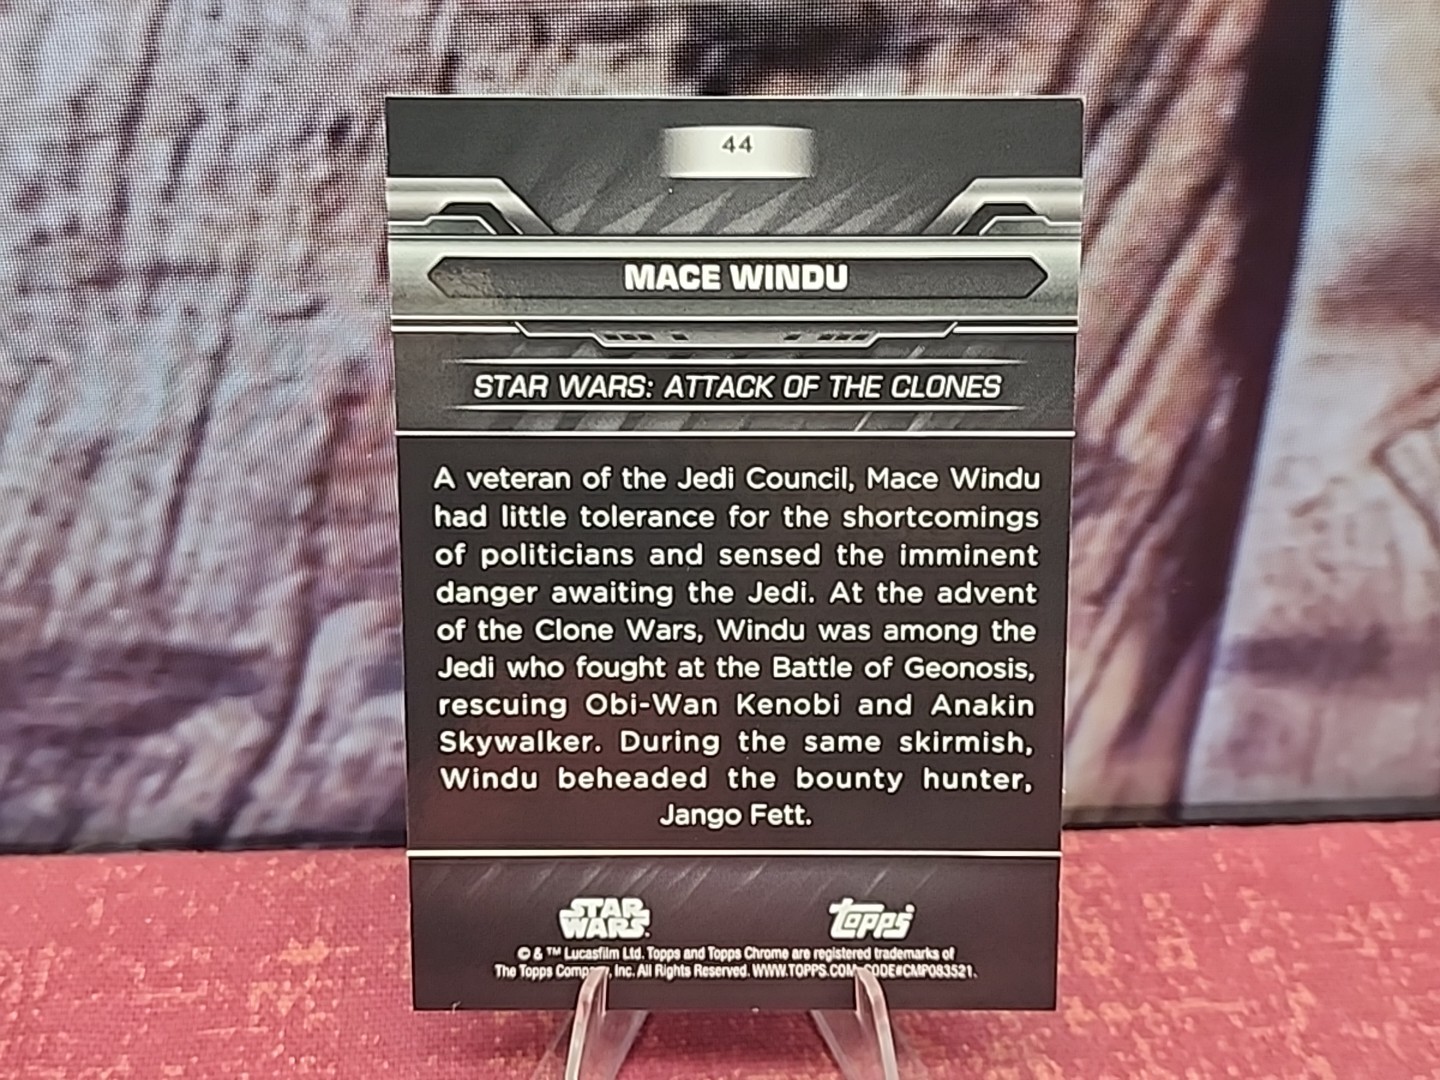 44
MACE WINDU
STAR WARS: ATTACK OF THE CLONES
A veteran of the Jedi Council, Mace Windu
had little tolerance for the shortcomings
of politicians and sensed the imminent
danger awaiting the Jedi. At the advent
of the Clone Wars, Windu was among the
Jedi who fought at the Battle of Geonosis,
rescuing Obi-Wan Kenobi and Anakin
Skywalker. During the same skirmish,
Windu beheaded the bounty hunter,
Jango Fett.
STAR WARS
Topps
© & ™ Lucasfilm Ltd. Topps and Topps Chrome are registered trademarks of
The Topps Company, Inc. All Rights Reserved. WWW.TOPPS.COM. CODE#CMP083521.